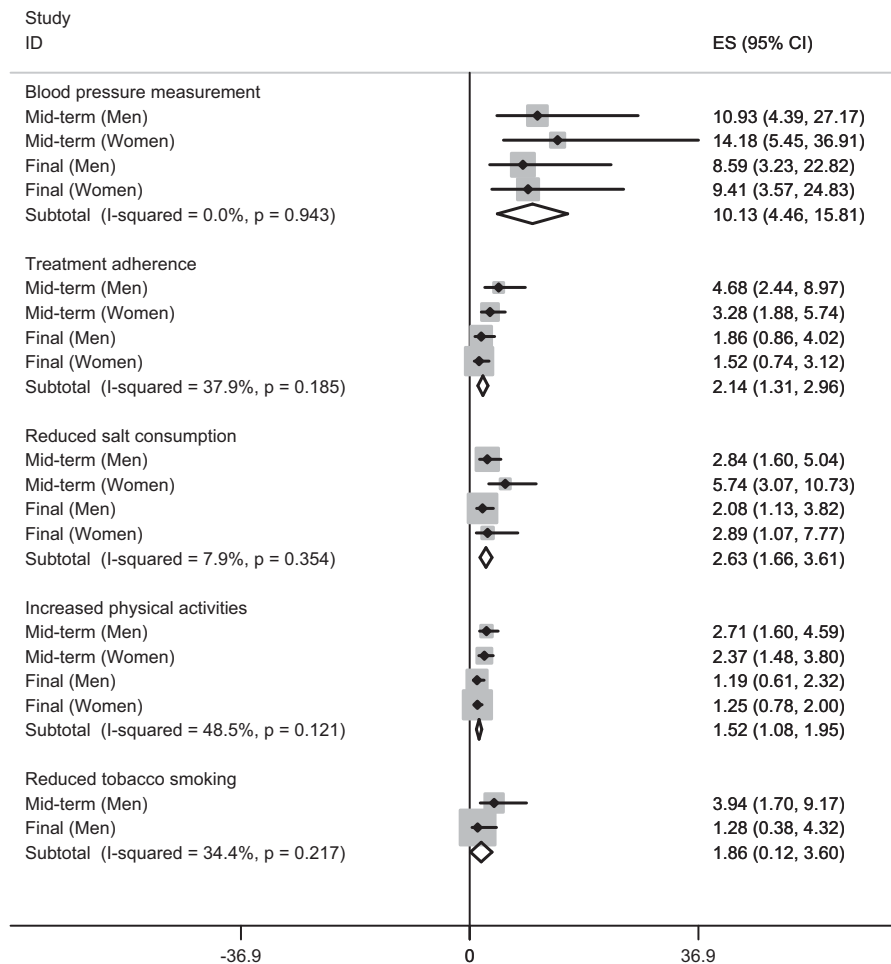 Study
ID ES (95% CI)
Blood pressure measurement
Mid-term (Men) 10.93 (4.39, 27.17)
Mid-term (Women) 14.18 (5.45, 36.91)
Final (Men) 8.59 (3.23, 22.82)
Final (Women) 9.41 (3.57, 24.83)
Subtotal (I-squared = 0.0%, p = 0.943) 10.13 (4.46, 15.81)
Treatment adherence
Mid-term (Men) 4.68 (2.44, 8.97)
Mid-term (Women) 3.28 (1.88, 5.74)
Final (Men) 1.86 (0.86, 4.02)
Final (Women) 1.52 (0.74, 3.12)
Subtotal (I-squared = 37.9%, p = 0.185) 2.14 (1.31, 2.96)
Reduced salt consumption
Mid-term (Men) 2.84 (1.60, 5.04)
Mid-term (Women) 5.74 (3.07, 10.73)
Final (Men) 2.08 (1.13, 3.82)
Final (Women) 2.89 (1.07, 7.77)
Subtotal (I-squared = 7.9%, p = 0.354) 2.63 (1.66, 3.61)
Increased physical activities
Mid-term (Men) 2.71 (1.60, 4.59)
Mid-term (Women) 2.37 (1.48, 3.80)
Final (Men) 1.19 (0.61, 2.32)
Final (Women) 1.25 (0.78, 2.00)
Subtotal (I-squared = 48.5%, p = 0.121) 1.52 (1.08, 1.95)
Reduced tobacco smoking
Mid-term (Men) 3.94 (1.70, 9.17)
Final (Men) 1.28 (0.38, 4.32)
Subtotal (I-squared = 34.4%, p = 0.217) 1.86 (0.12, 3.60)
-36.9 0 36.9